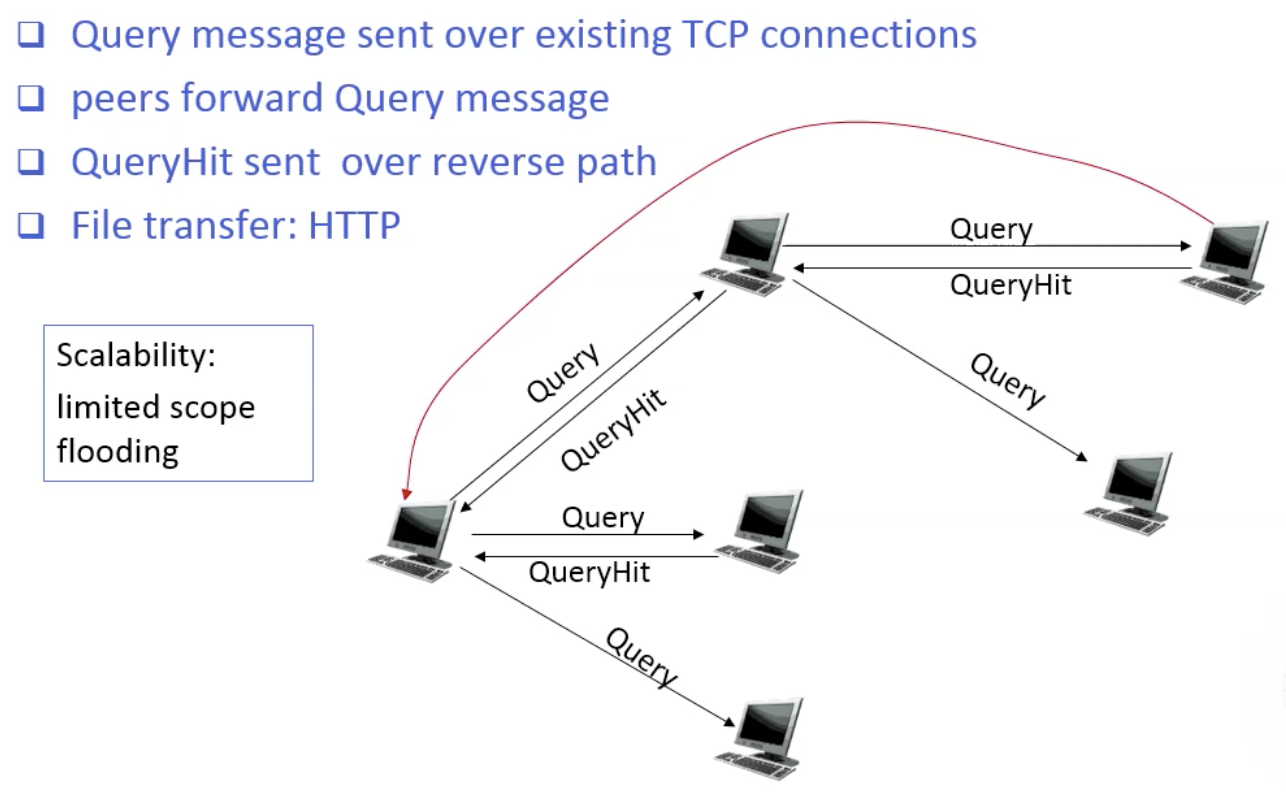 Query message sent over existing TCP connections
peers forward Query message
QueryHit sent over reverse path
File transfer: HTTP
Query
QueryHit
Scalability:
limited scope
flooding
Query
QueryHit
Query
Query
QueryHit
Query